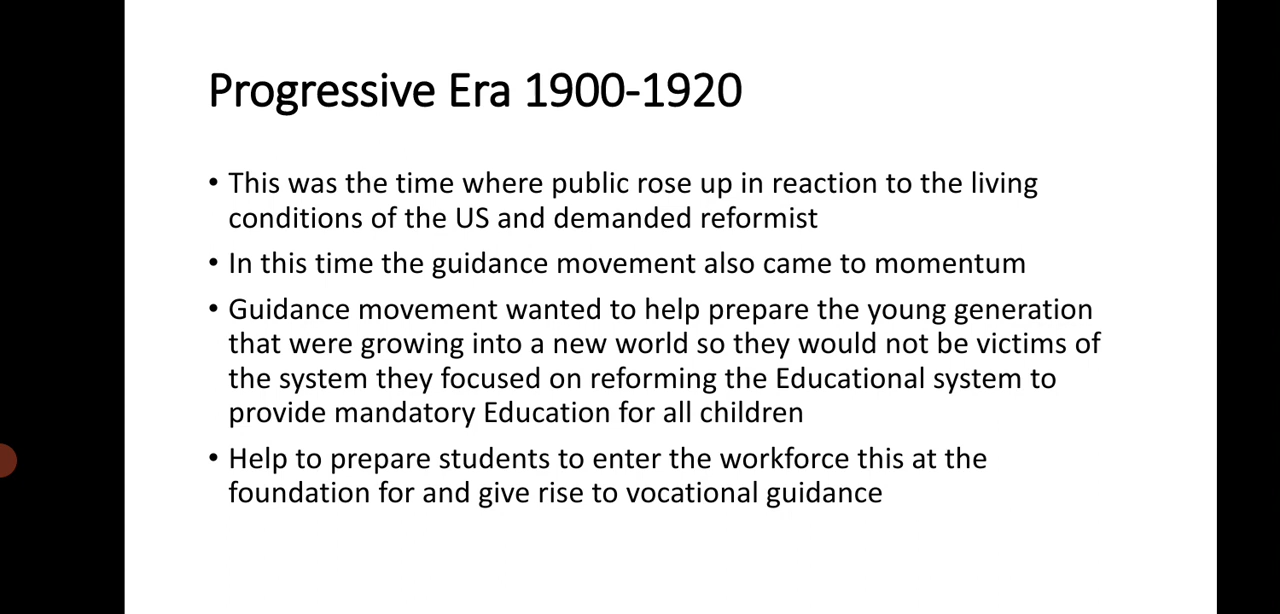 Progressive Era 1900-1920
• This was the time where public rose up in reaction to the living
conditions of the US and demanded reformist
• In this time the guidance movement also came to momentum
• Guidance movement wanted to help prepare the young generation
that were growing into a new world so they would not be victims of
the system they focused on reforming the Educational system to
provide mandatory Education for all children
• Help to prepare students to enter the workforce this at the
foundation for and give rise to vocational guidance